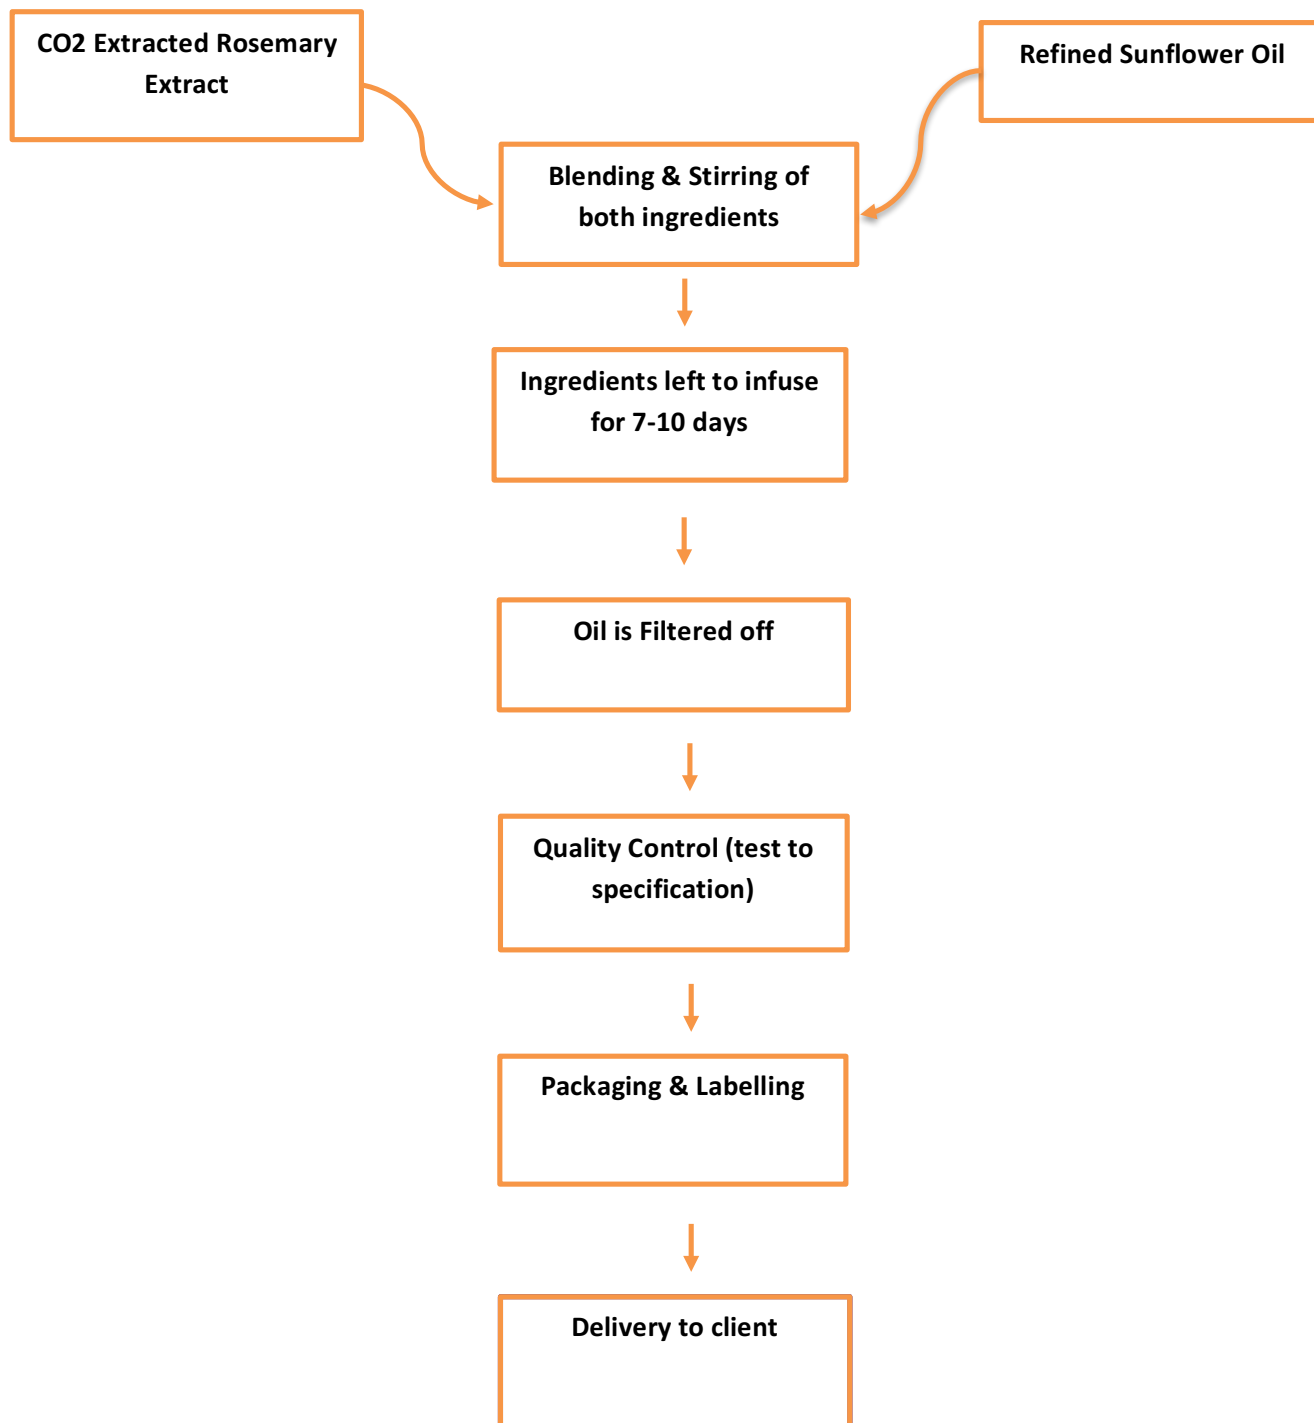 CO2 Extracted Rosemary
Extract
Refined Sunflower Oil
Blending & Stirring of
both ingredients
Ingredients left to infuse
for 7-10 days
Oil is Filtered off
Quality Control (test to
specification)
Packaging & Labelling
Delivery to client